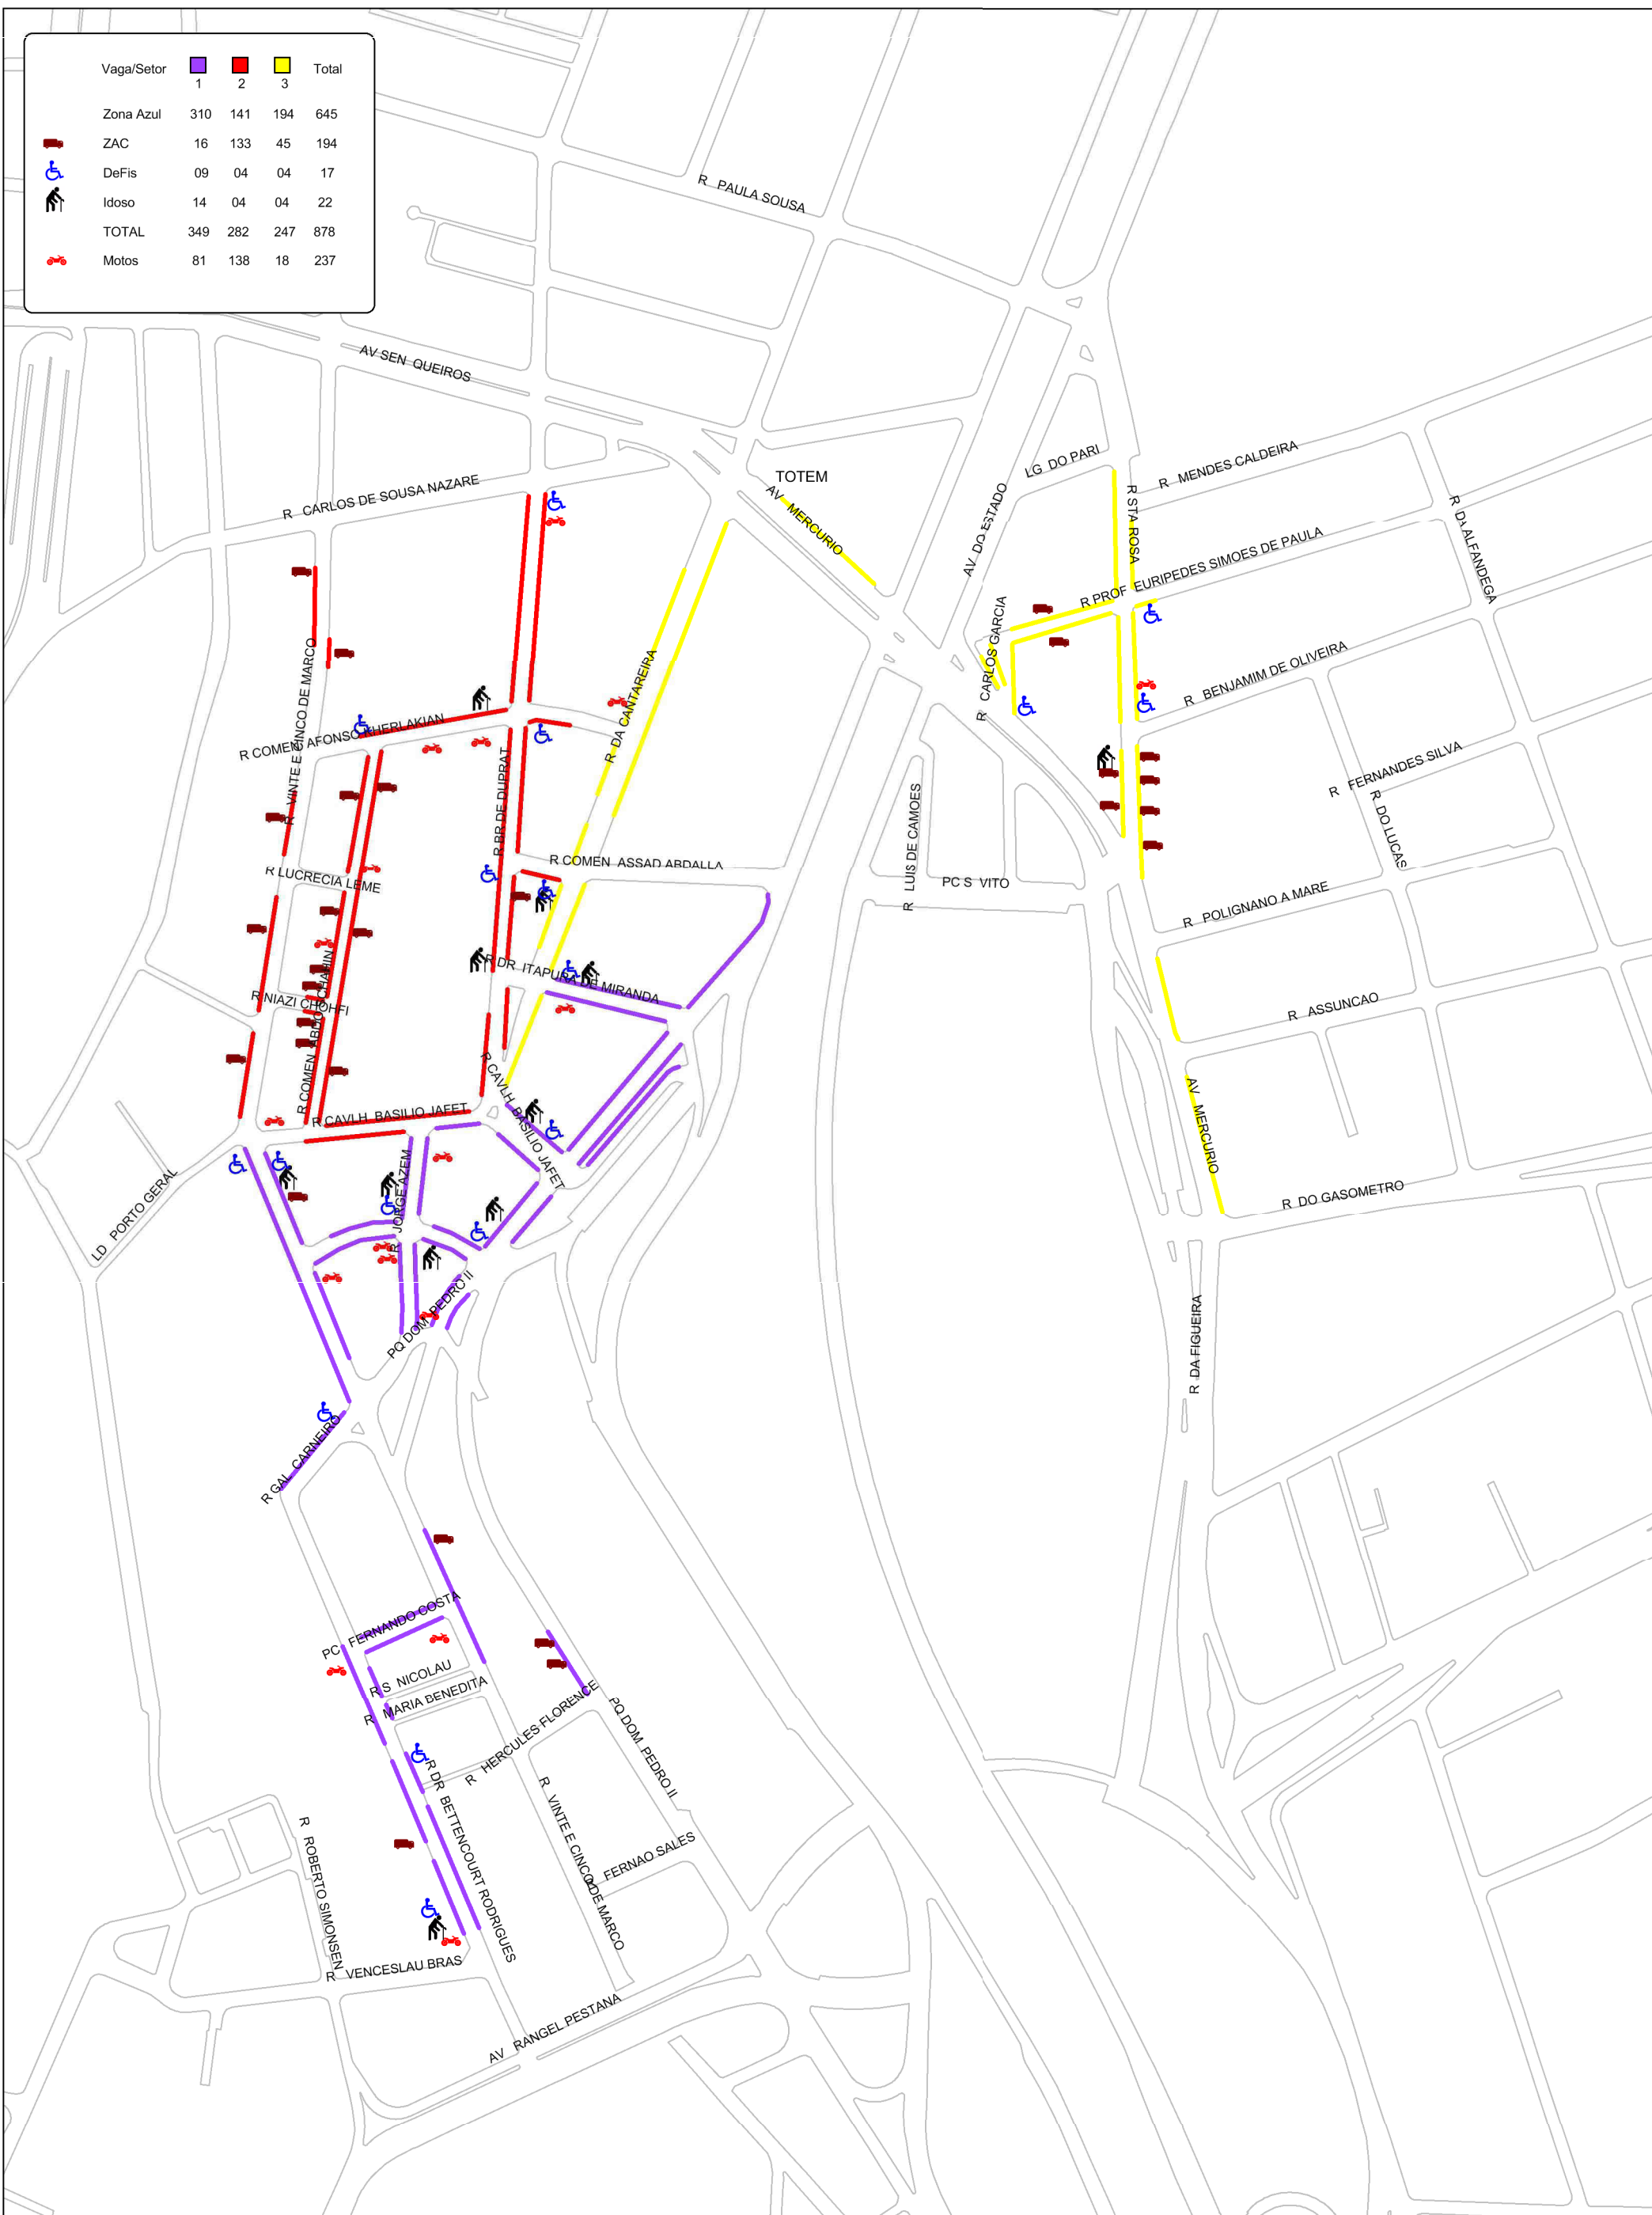 Vaga/Setor 1 2 3 Total
Zona Azul 310 141 194 645
ZAC 16 133 45 194
DeFis 09 04 04 17
Idoso 14 04 04 22
TOTAL 349 282 247 878
Motos 81 138 18 237
R PAULA SOUSA
AV SEN QUEIROS
R CARLOS DE SOUSA NAZARE
TOTEM
AV MERCURIO
LG DO PARI
R MENDES CALDEIRA
AV DO ESTADO
R STA ROSA
R DA ALFANDEGA
R PROF EURIPEDES SIMOES DE PAULA
R CARLOS GARCIA
R BENJAMIM DE OLIVEIRA
R VINTE E CINCO DE MARCO
R COMEN AFONSO KHERLAKIAN
R DA CANTAREIRA
R BR DE DUPRAT
R FERNANDES SILVA
R DO LUCAS
R LUIS DE CAMOES
R LUCRECIA LEME
R COMEN ASSAD ABDALLA
PC S VITO
R POLIGNANO A MARE
R DR ITAPURA DE MIRANDA
R NIAZI CHOHFI
R COMEN ABDO SCHAHIN
R ASSUNCAO
R CAVLH BASILIO JAFET
R CAVLH BASILIO JAFET
AV MERCURIO
R JORGE AZEM
LD PORTO GERAL
R DO GASOMETRO
PQ DOM PEDRO II
R DA FIGUEIRA
R GAL CARNEIRO
PC FERNANDO COSTA
R S NICOLAU
R MARIA BENEDITA
R HERCULES FLORENCE
PQ DOM PEDRO II
R DR BETTENCOURT RODRIGUES
R VINTE E CINCO DE MARCO
R ROBERTO SIMONSEN
R FERNAO SALES
R VENCESLAU BRAS
AV RANGEL PESTANA